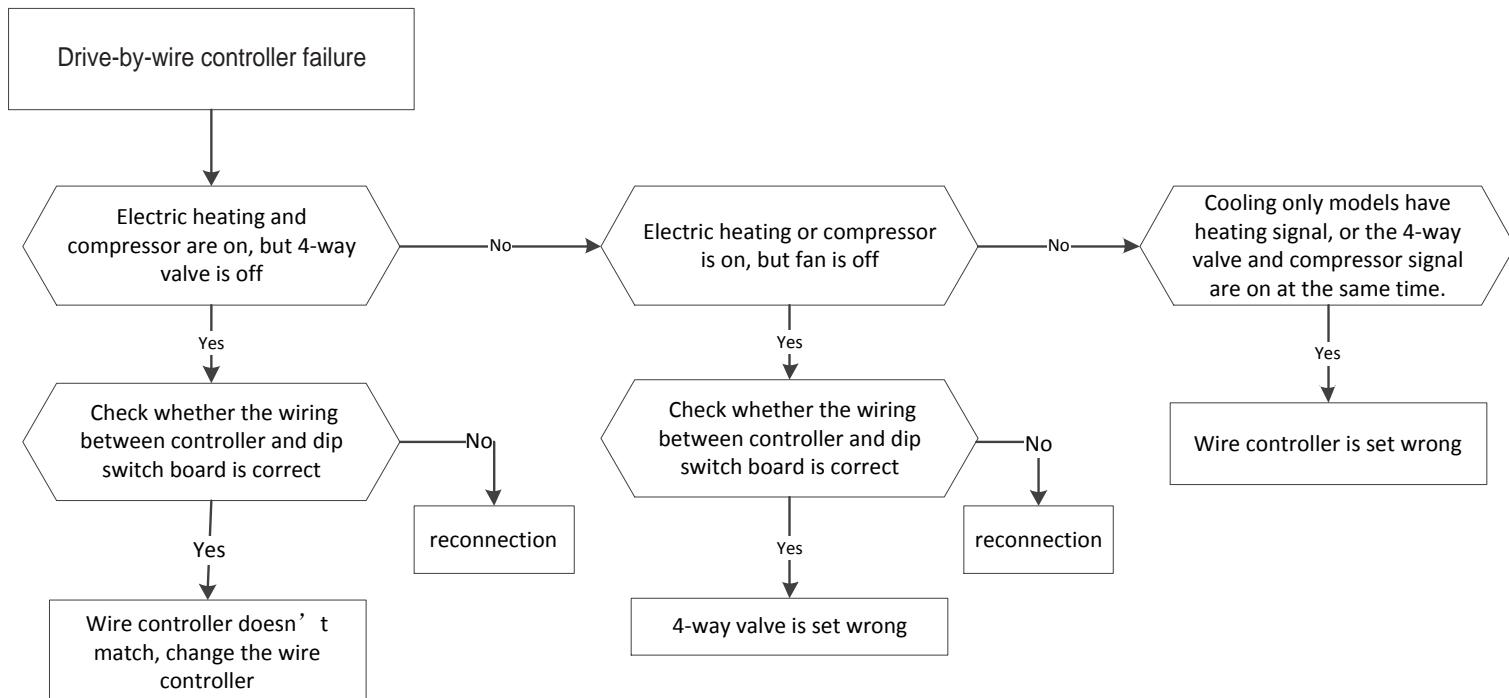 Drive-by-wire controller failure
Electric heating and
compressor are on, but 4-way
valve is off
No
Electric heating or compressor
is on, but fan is off
No
Cooling only models have
heating signal, or the 4-way
valve and compressor signal
are on at the same time.
Yes
Yes
Yes
Check whether the wiring
between controller and dip
switch board is correct
No
Check whether the wiring
between controller and dip
switch board is correct
No
Wire controller is set wrong
reconnection
reconnection
Yes
Yes
Wire controller doesn’t
match, change the wire
controller
4-way valve is set wrong